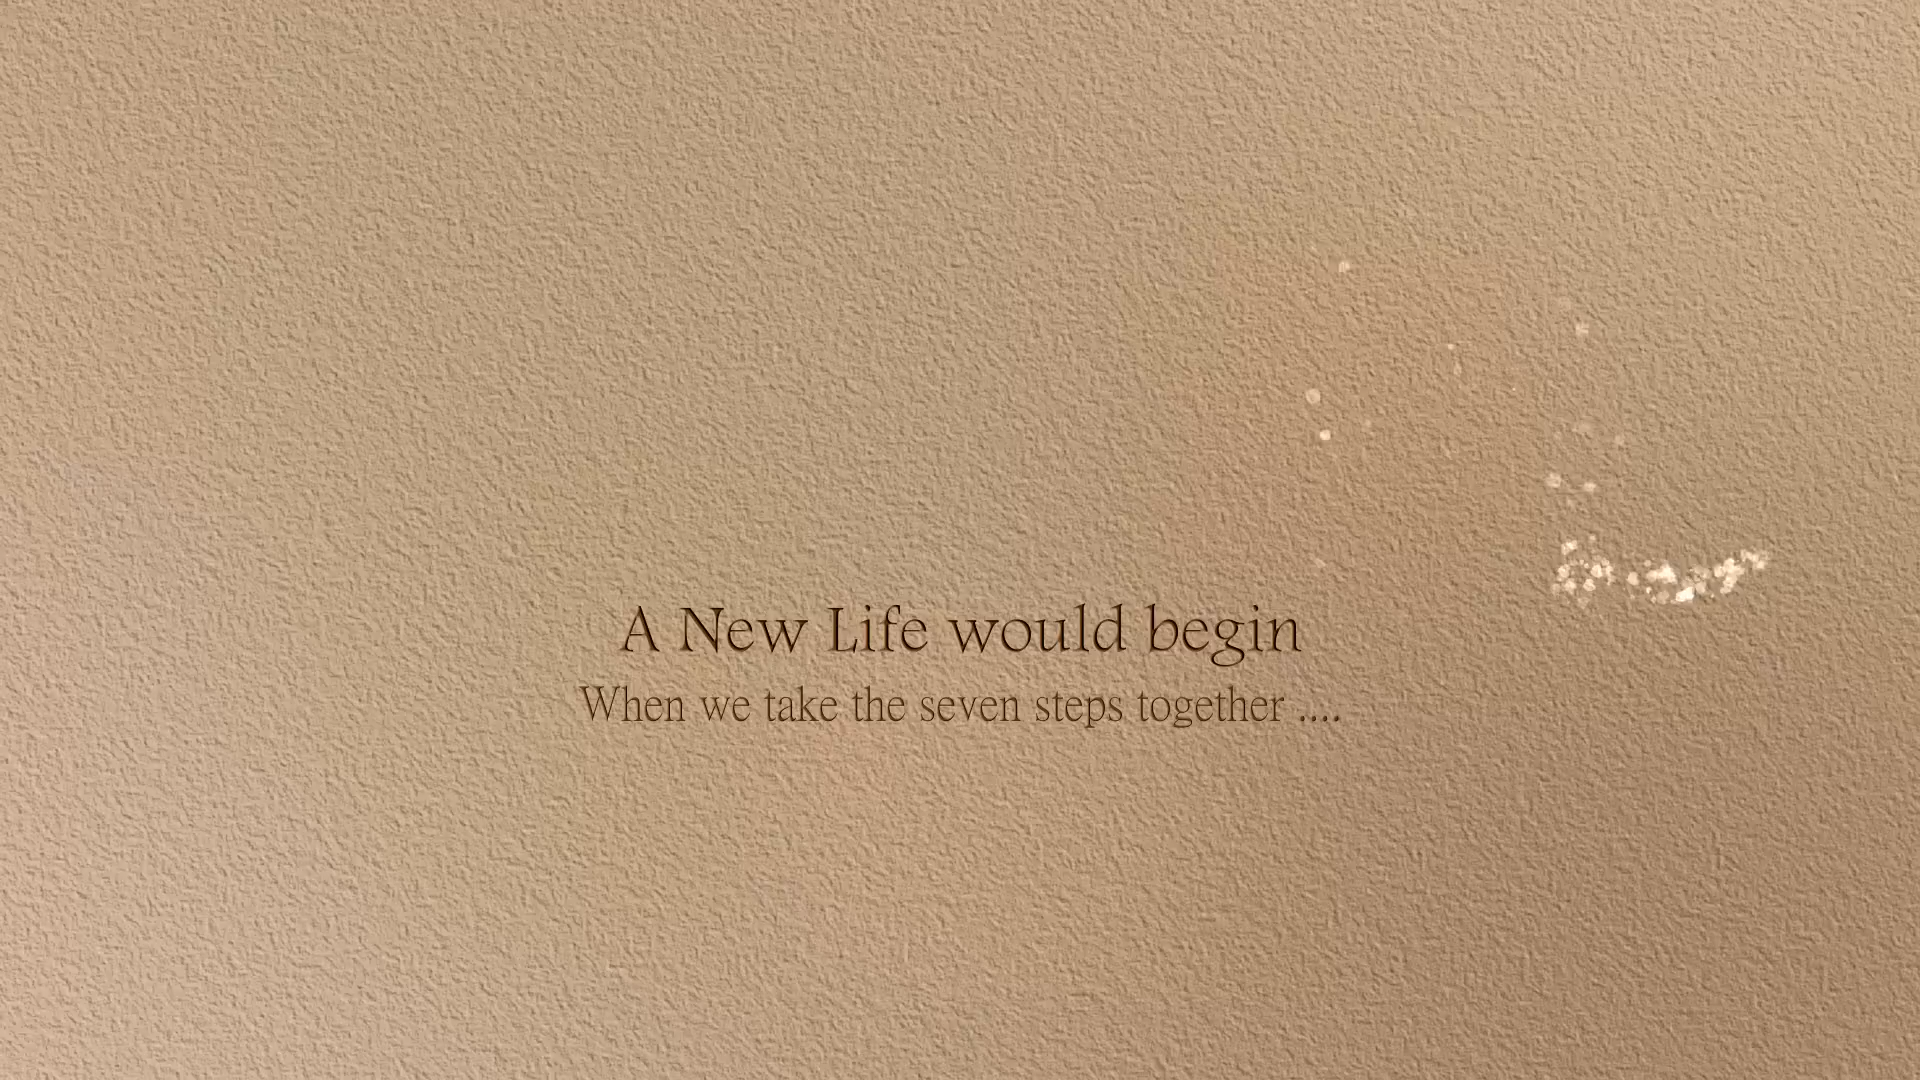 A New Life would begin
When we take the seven steps together ....